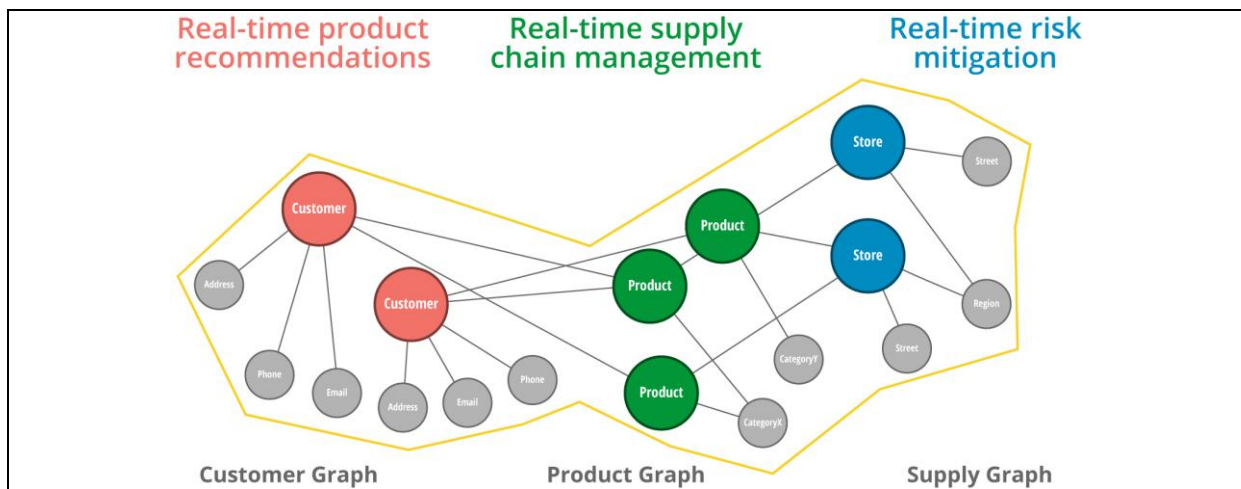 Real-time product
recommendations
Real-time supply
chain management
Real-time risk
mitigation
Store
Street
Customer
Product
Store
Address
Product
Customer
Region
Street
CategoryY
Phone
Email
Phone
Product
Address
Email
CategoryX
Customer Graph
Product Graph
Supply Graph